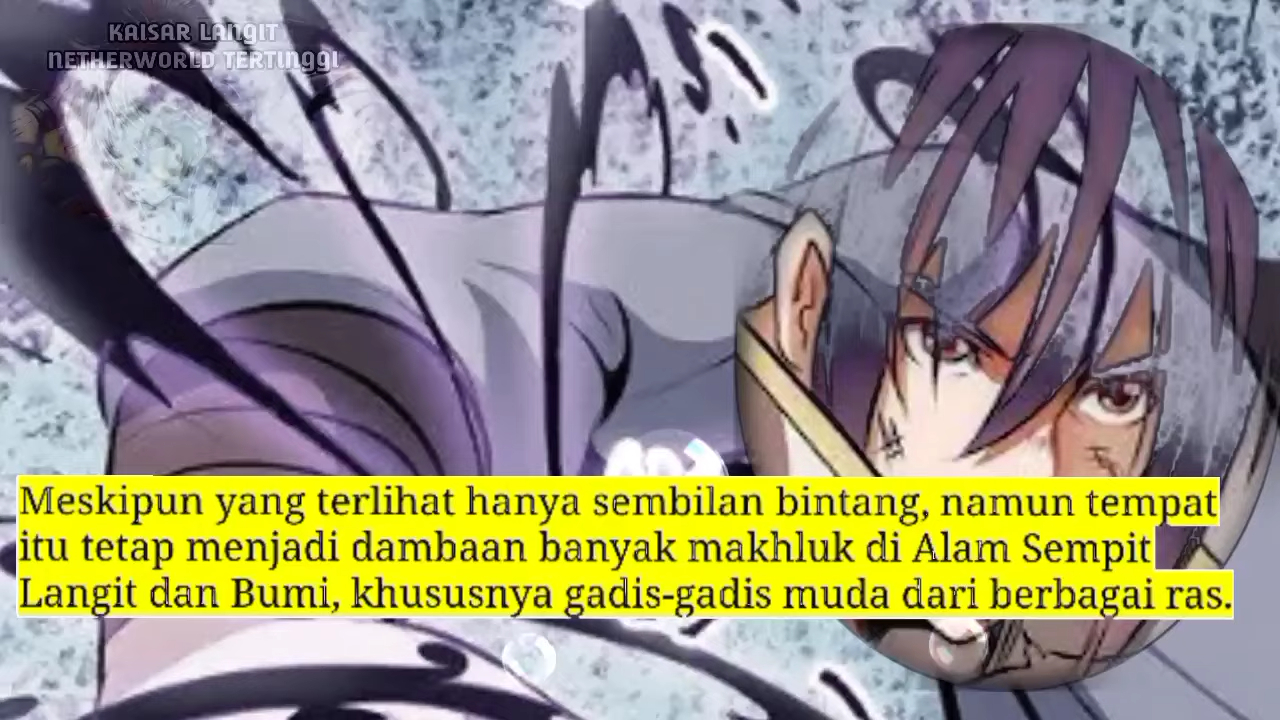 KAISAR LANGIT
NETHERWORLD TERTINGGI
Meskipun yang terlihat hanya sembilan bintang, namun tempat
itu tetap menjadi dambaan banyak makhluk di Alam Sempit
Langit dan Bumi, khususnya gadis-gadis muda dari berbagai ras.